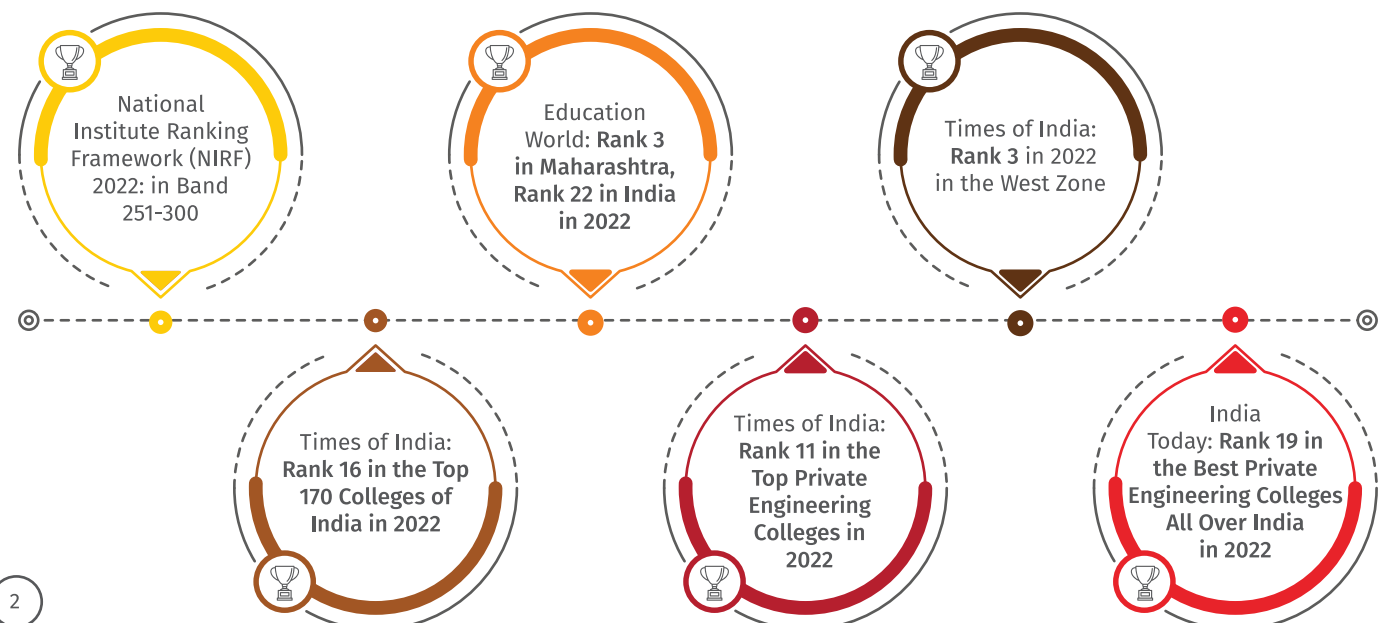 National
Institute Ranking
Framework (NIRF)
2022: in Band
251-300
Times of India:
Rank 16 in the Top
170 Colleges of
India in 2022
Education
World: Rank 3
in Maharashtra,
Rank 22 in India
in 2022
Times of India:
Rank 11 in the
Top Private
Engineering
Colleges in
2022
Times of India:
Rank 3 in 2022
in the West Zone
India
Today: Rank 19 in
the Best Private
Engineering Colleges
All Over India
in 2022
2